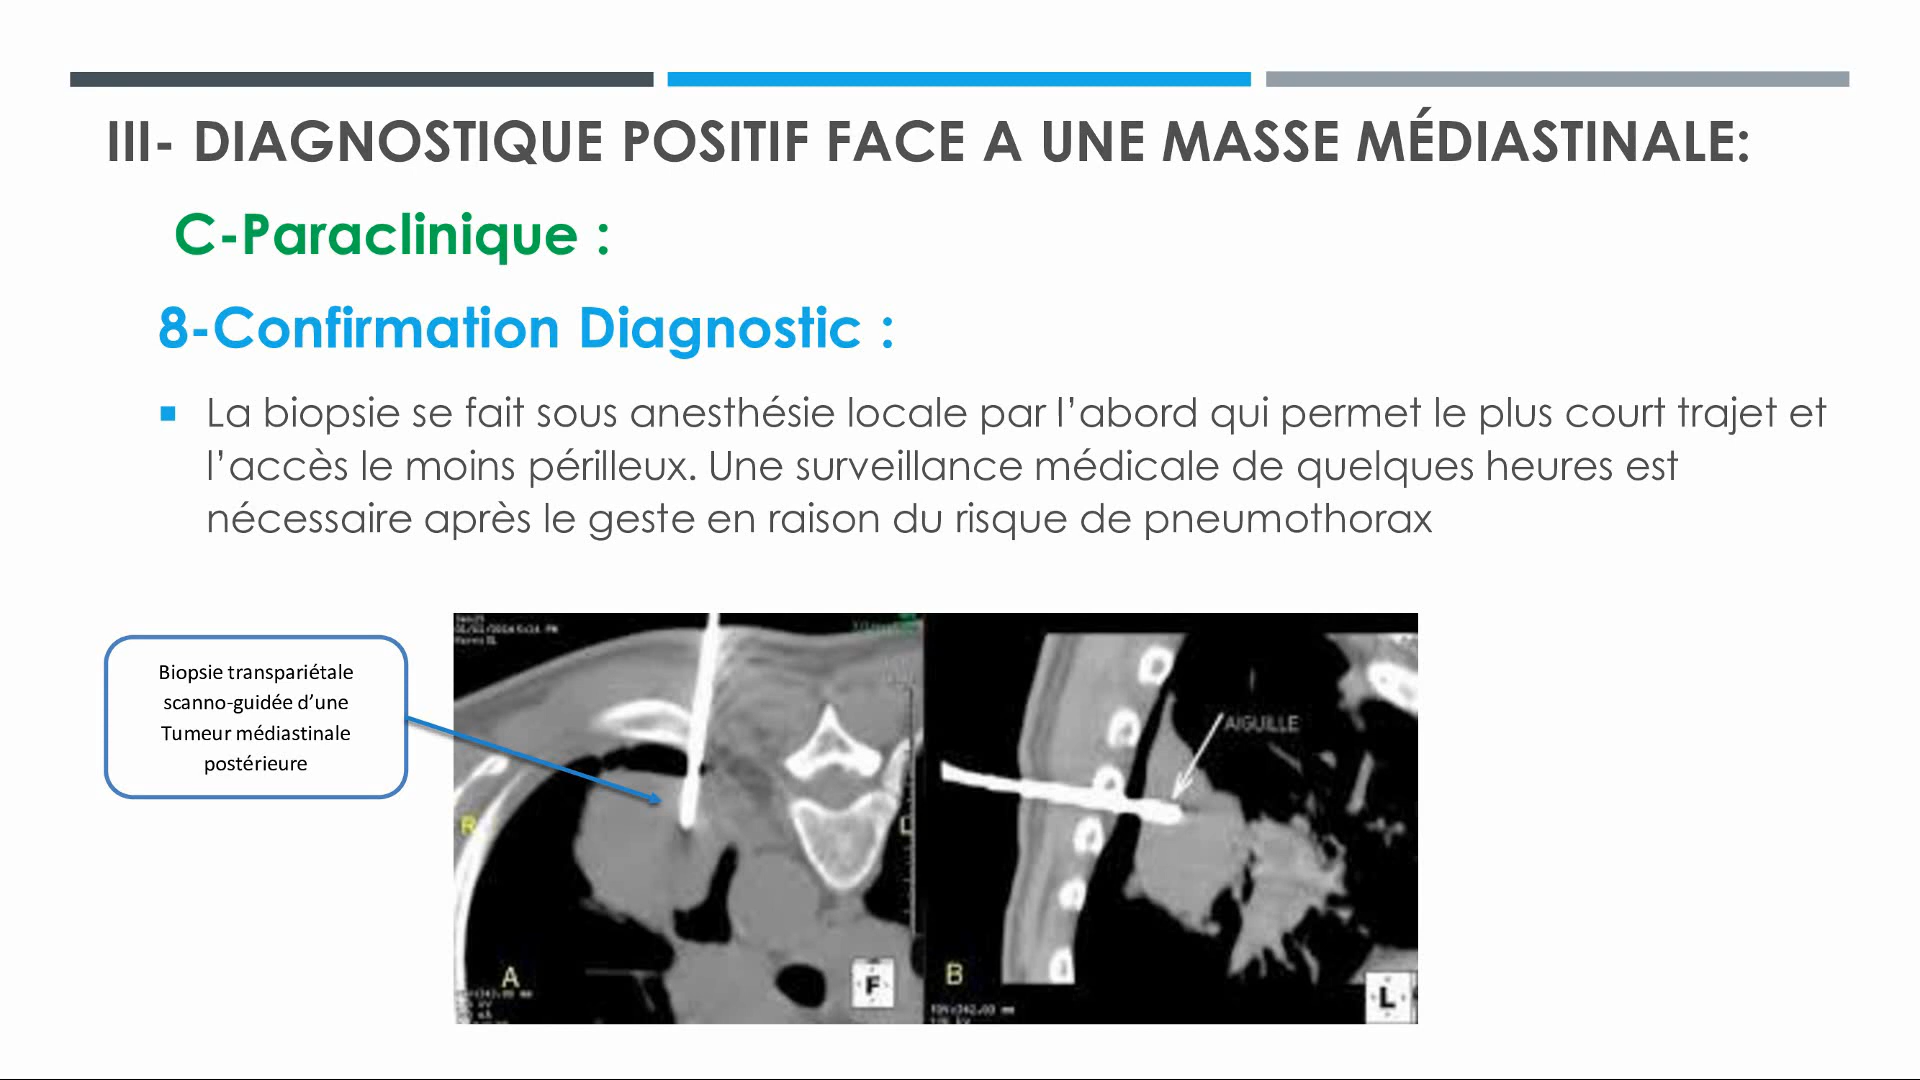 III- DIAGNOSTIQUE POSITIF FACE A UNE MASSE MÉDIASTINALE:
C-Paraclinique :
8-Confirmation Diagnostic :
La biopsie se fait sous anesthésie locale par l’abord qui permet le plus court trajet et
l’accès le moins périlleux. Une surveillance médicale de quelques heures est
nécessaire après le geste en raison du risque de pneumothorax
Biopsie transpariétale
scanno-guidée d’une
Tumeur médiastinale
postérieure
R
A
F
AIGUILLE
B
L